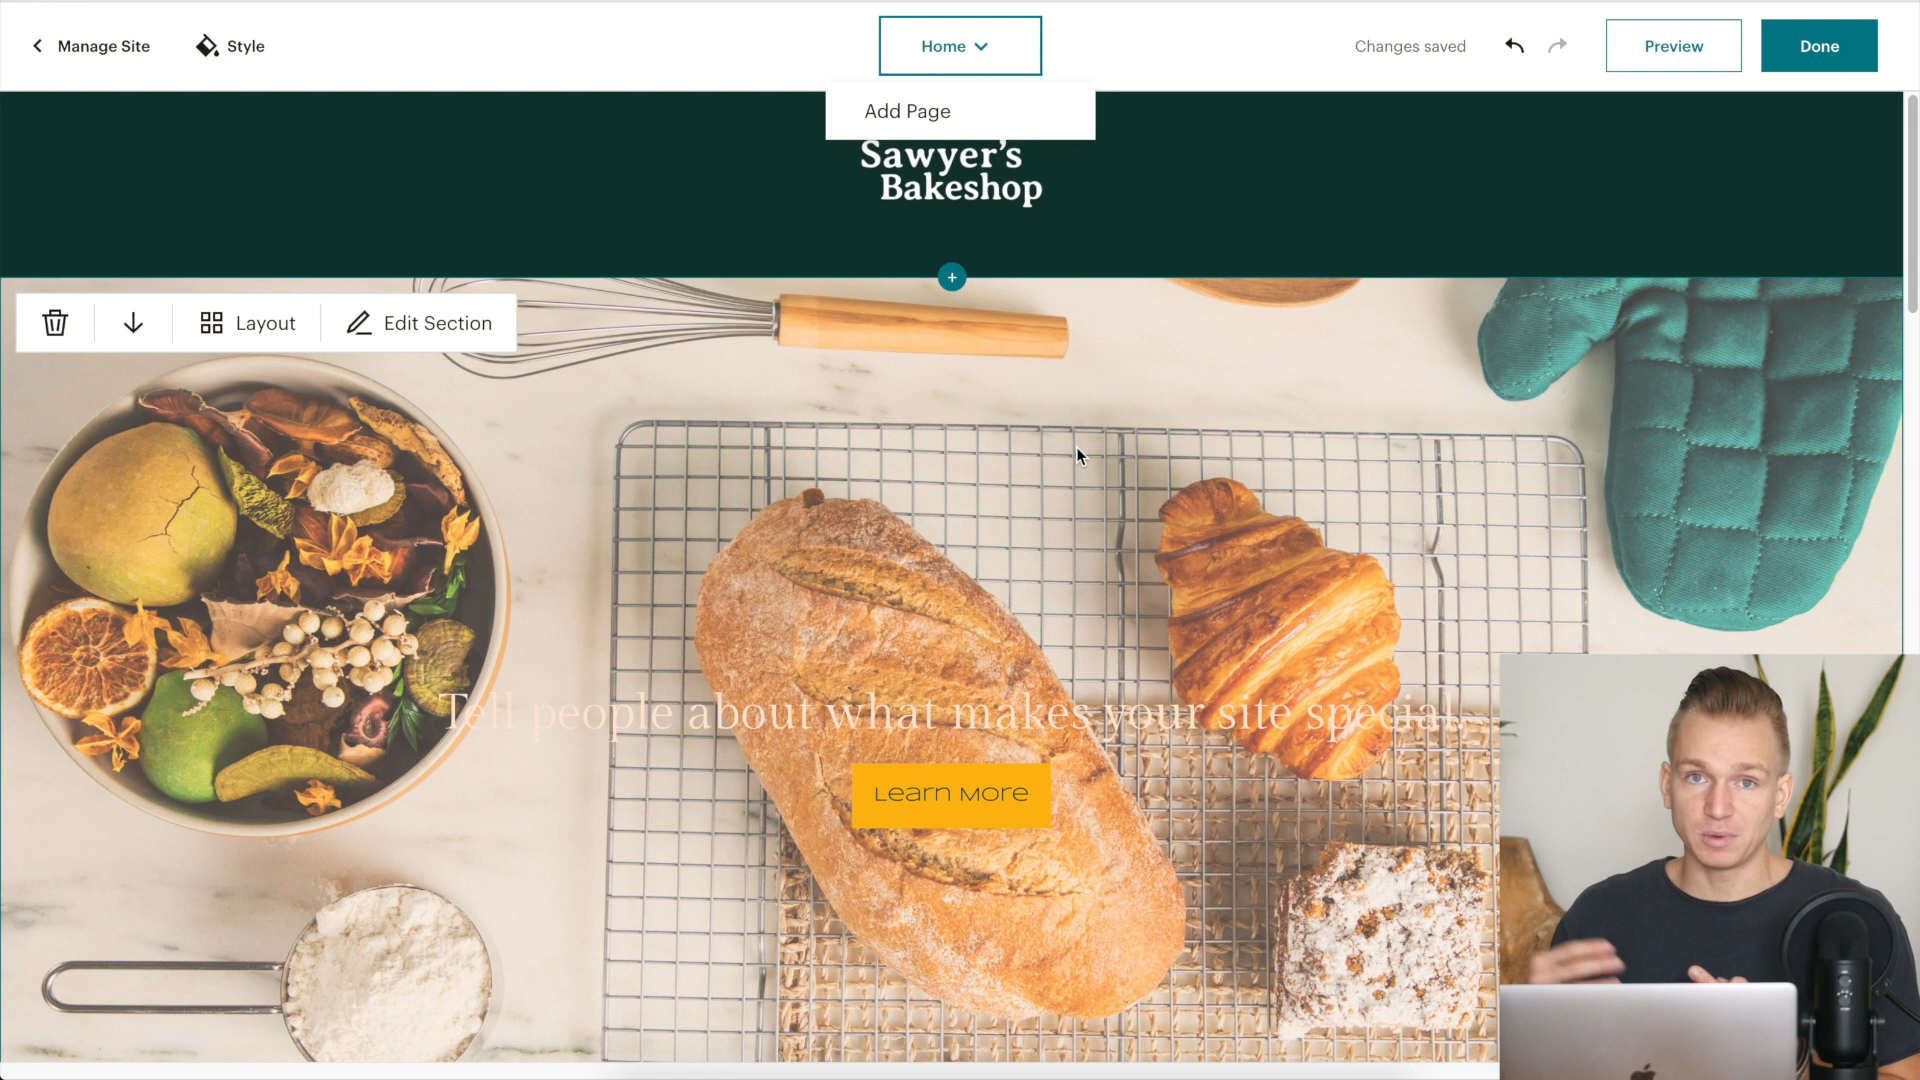 Manage Site
Style
Home
Changes saved
Preview
Done
Add Page
Sawyer’s
Bakeshop
Layout
Edit Section
Tell people about what makes your site special.
Learn More